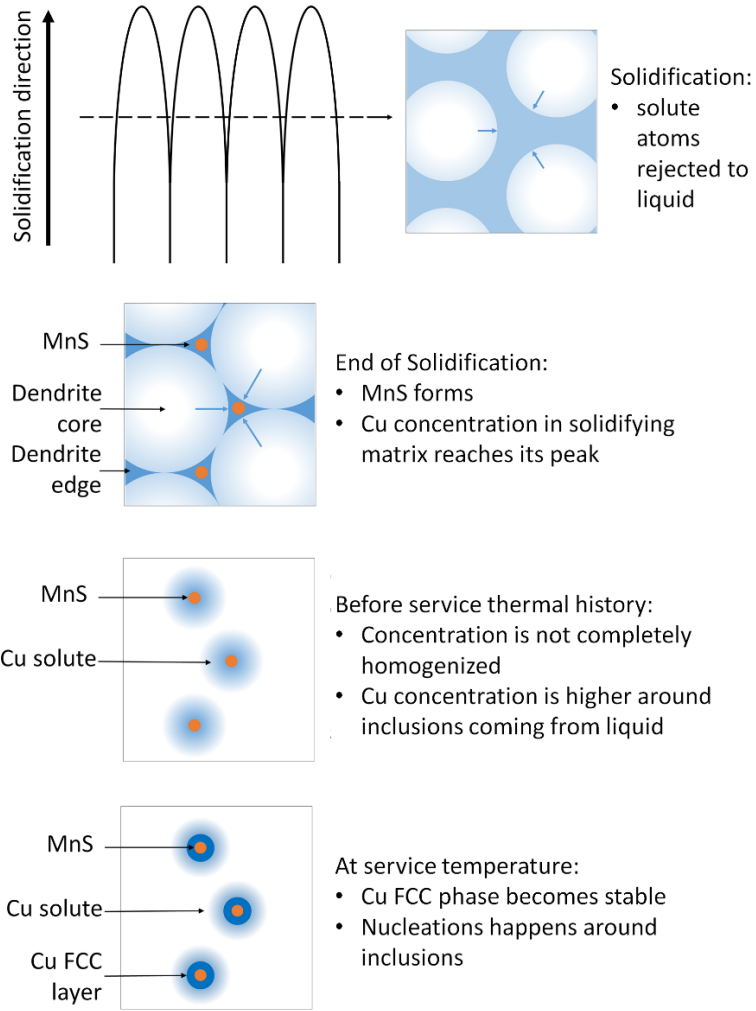 Solidification direction
Solidification:
• solute
atoms
rejected to
liquid
MnS
Dendrite
core
Dendrite
edge
End of Solidification:
• MnS forms
• Cu concentration in solidifying
matrix reaches its peak
MnS
Cu solute
Before service thermal history:
• Concentration is not completely
homogenized
• Cu concentration is higher around
inclusions coming from liquid
MnS
Cu solute
Cu FCC
layer
At service temperature:
• Cu FCC phase becomes stable
• Nucleations happens around
inclusions